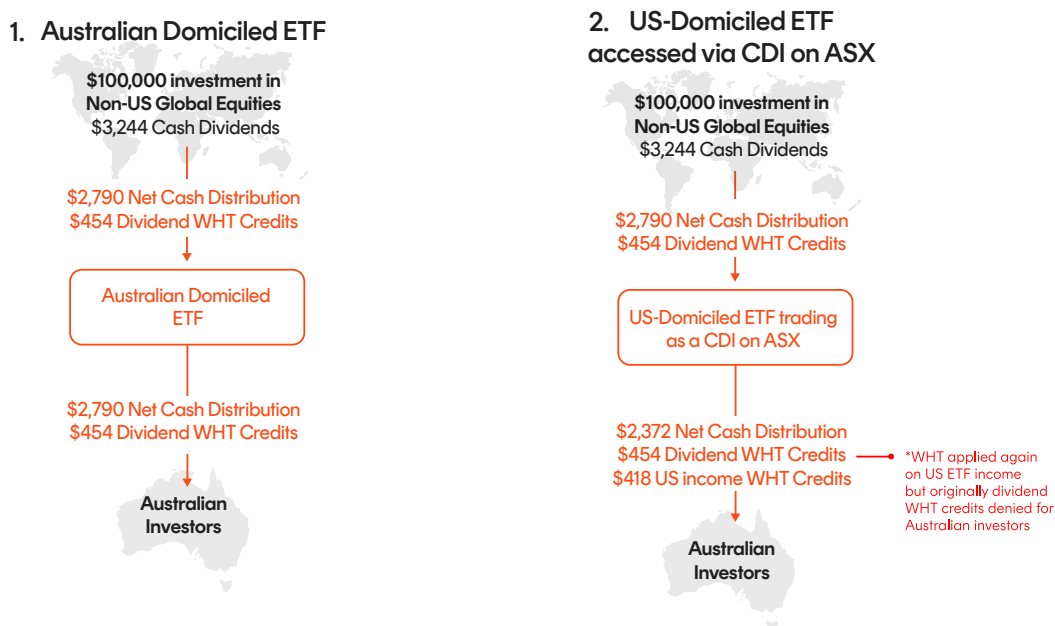 1. Australian Domiciled ETF
$100,000 investment in
Non-US Global Equities
$3,244 Cash Dividends
$2,790 Net Cash Distribution
$454 Dividend WHT Credits
Australian Domiciled
ETF
$2,790 Net Cash Distribution
$454 Dividend WHT Credits
Australian
Investors
2. US-Domiciled ETF
accessed via CDI on ASX
$100,000 investment in
Non-US Global Equities
$3,244 Cash Dividends
$2,790 Net Cash Distribution
$454 Dividend WHT Credits
US-Domiciled ETF trading
as a CDI on ASX
$2,372 Net Cash Distribution
$454 Dividend WHT Credits
$418 US income WHT Credits
*WHT applied again
on US ETF income
but originally dividend
WHT credits denied for
Australian investors
Australian
Investors